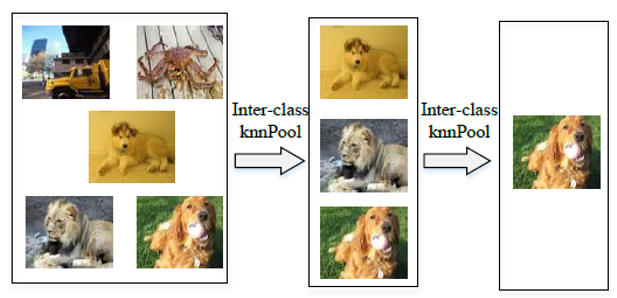 Inter-class
knnPool
Inter-class
knnPool